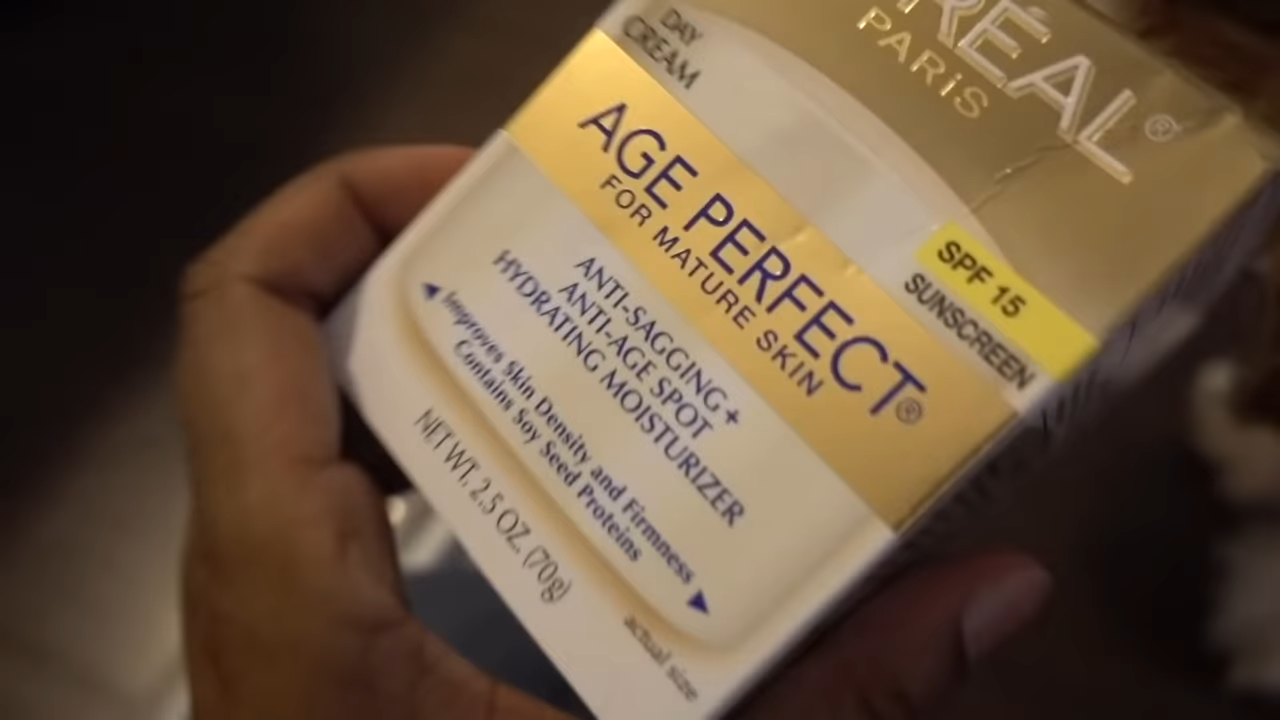 RÉAL®
PARiS
DAY
CREAM
AGE PERFECT®
FOR MATURE SKIN
SPF 15
SUNSCREEN
ANTI-SAGGING+
ANTI-AGE SPOT
HYDRATING MOISTURIZER
Improves Skin Density and Firmness
Contains Soy Seed Proteins
NET WT. 2.5 OZ. (70g)
actual size